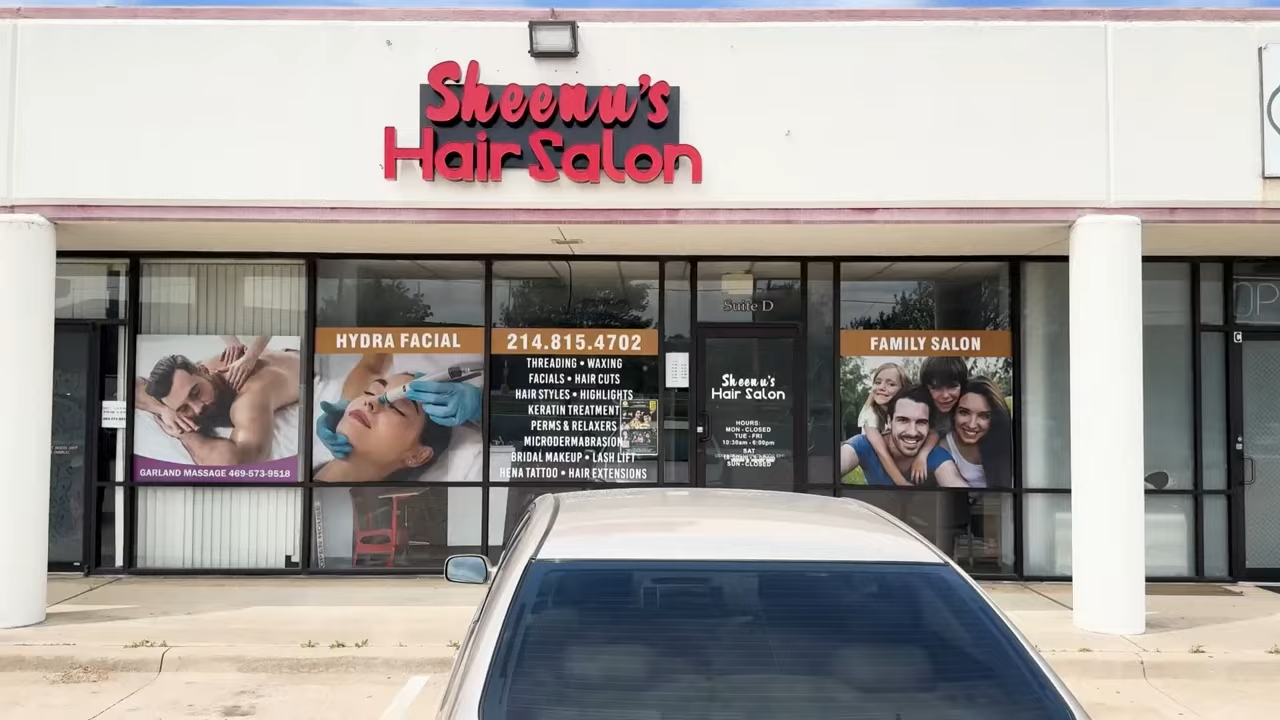 Sheenu's
Hair Salon
Suite D
HYDRA FACIAL
214.815.4702
FAMILY SALON
THREADING • WAXING
FACIALS • HAIR CUTS
HAIR STYLES • HIGHLIGHTS
KERATIN TREATMENT
PERMS & RELAXERS
MICRODERMABRASION
BRIDAL MAKEUP • LASH LIFT
HENA TATTOO • HAIR EXTENSIONS
Sheenu's
Hair Salon
HOURS:
MON - CLOSED
TUE - FRI
10:30am - 6:00pm
SAT
SUN - CLOSED
GARLAND MASSAGE 469-573-9518
C